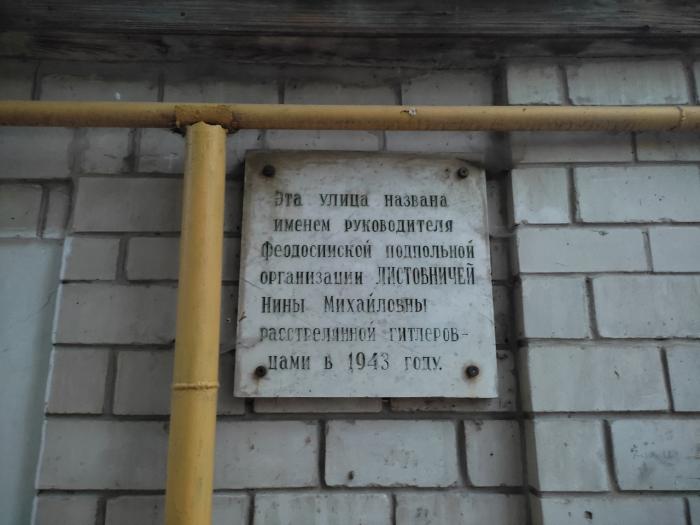 Эта улица названа
именем руководителя
Феодосийской подпольной
организации ЛИСТОВНИЧЕЙ
Нины Михайловны
расстрелянной гитлеров-
цами в 1943 году.